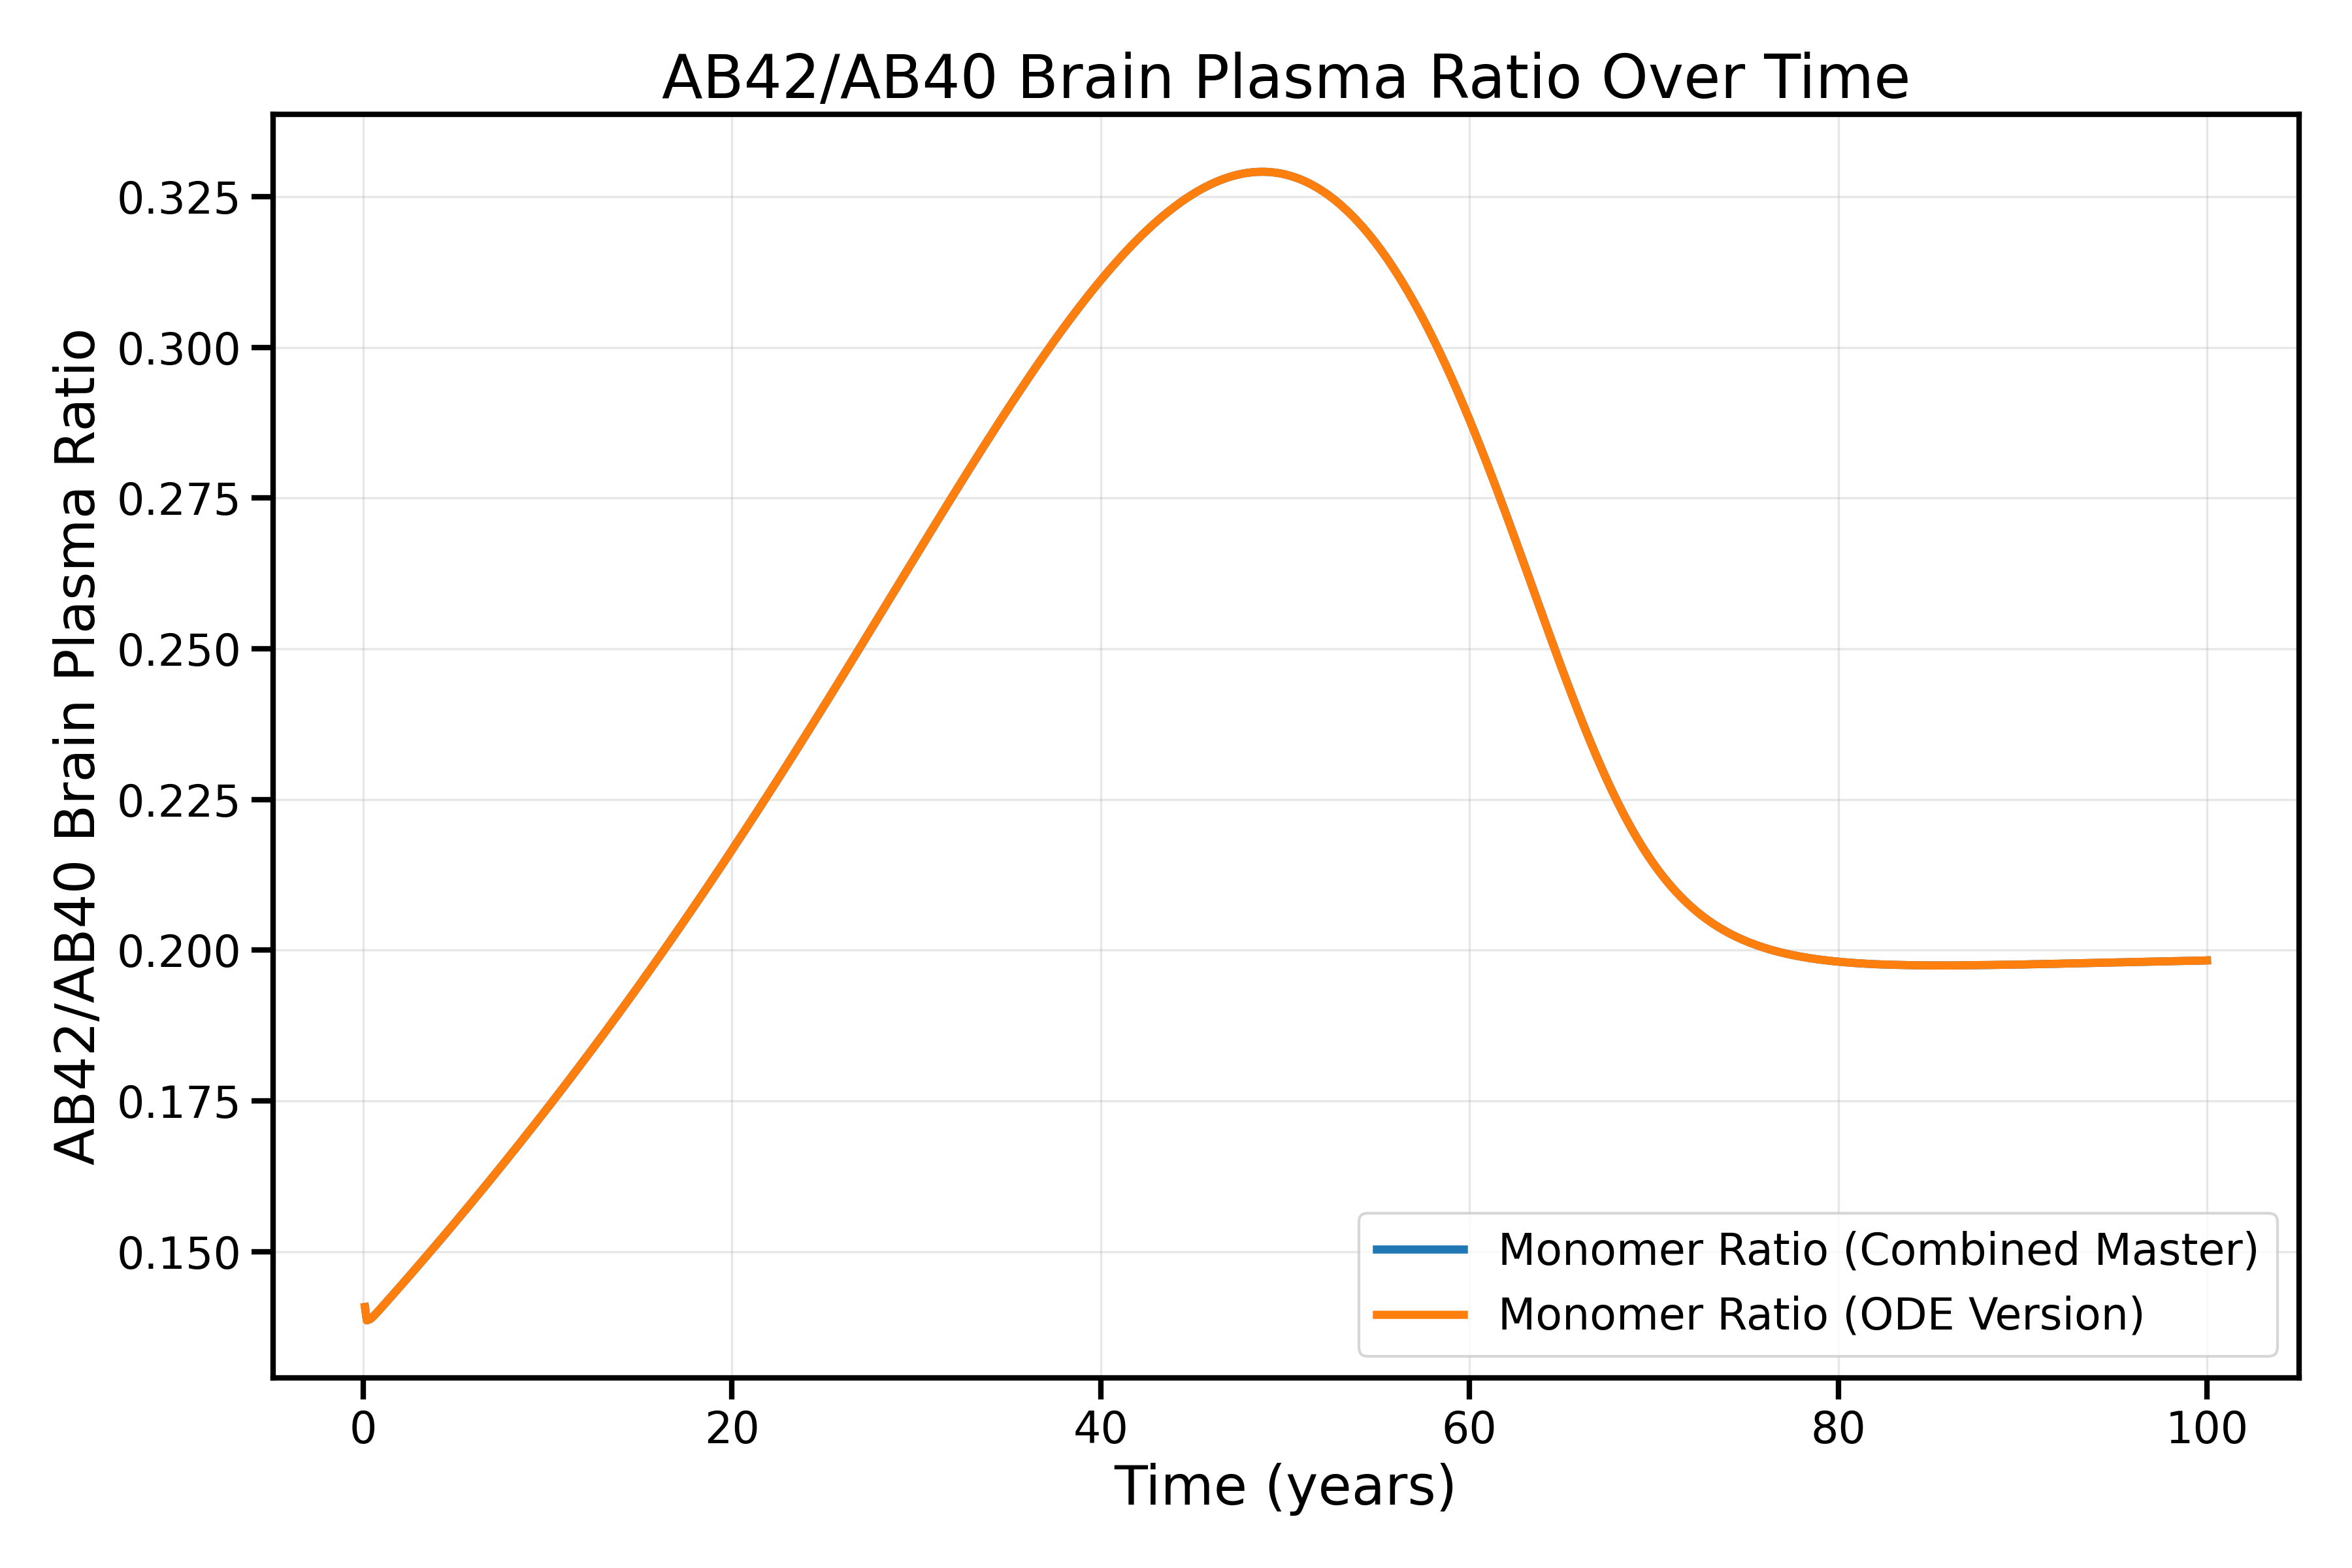 AB42/AB40 Brain Plasma Ratio Over Time
AB42/AB40 Brain Plasma Ratio
0.325
0.300
0.275
0.250
0.225
0.200
0.175
0.150
Monomer Ratio (Combined Master)
Monomer Ratio (ODE Version)
0 20 40 60 80 100
Time (years)